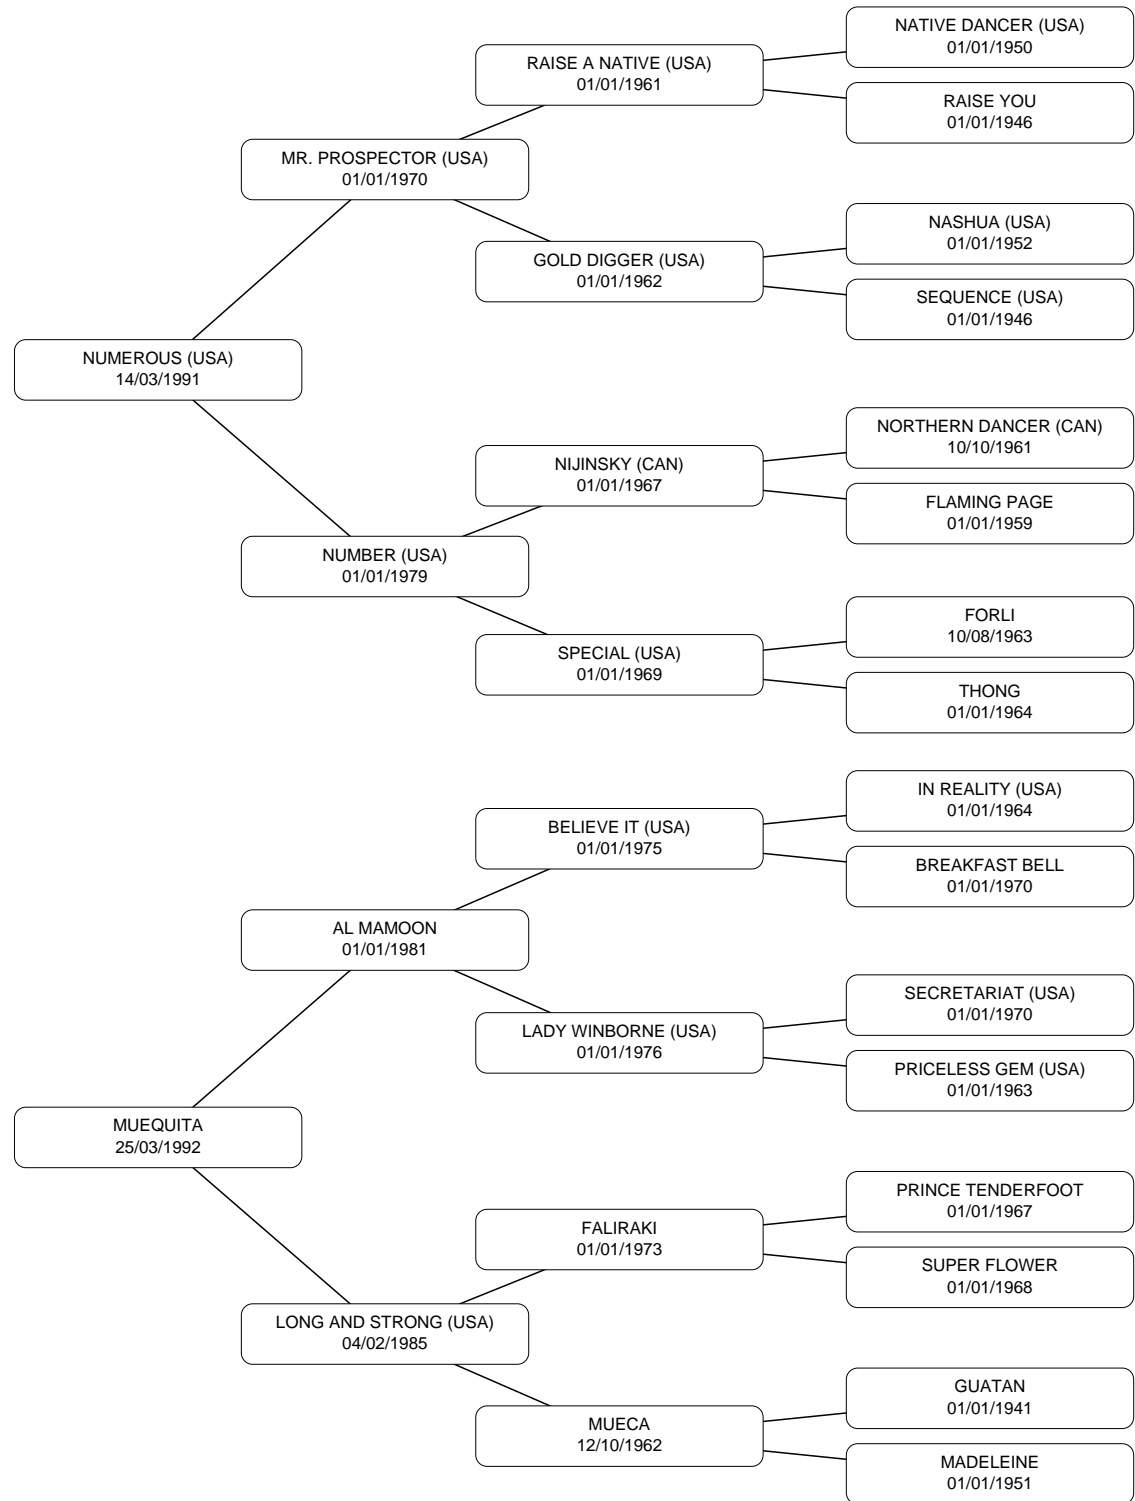 NATIVE DANCER (USA)
01/01/1950
RAISE A NATIVE (USA)
01/01/1961
RAISE YOU
01/01/1946
MR. PROSPECTOR (USA)
01/01/1970
NASHUA (USA)
01/01/1952
GOLD DIGGER (USA)
01/01/1962
SEQUENCE (USA)
01/01/1946
NUMEROUS (USA)
14/03/1991
NORTHERN DANCER (CAN)
10/10/1961
NIJINSKY (CAN)
01/01/1967
FLAMING PAGE
01/01/1959
NUMBER (USA)
01/01/1979
FORLI
10/08/1963
SPECIAL (USA)
01/01/1969
THONG
01/01/1964
IN REALITY (USA)
01/01/1964
BELIEVE IT (USA)
01/01/1975
BREAKFAST BELL
01/01/1970
AL MAMOON
01/01/1981
SECRETARIAT (USA)
01/01/1970
LADY WINBORNE (USA)
01/01/1976
PRICELESS GEM (USA)
01/01/1963
MUEQUITA
25/03/1992
PRINCE TENDERFOOT
01/01/1967
FALIRAKI
01/01/1973
SUPER FLOWER
01/01/1968
LONG AND STRONG (USA)
04/02/1985
GUATAN
01/01/1941
MUECA
12/10/1962
MADELEINE
01/01/1951